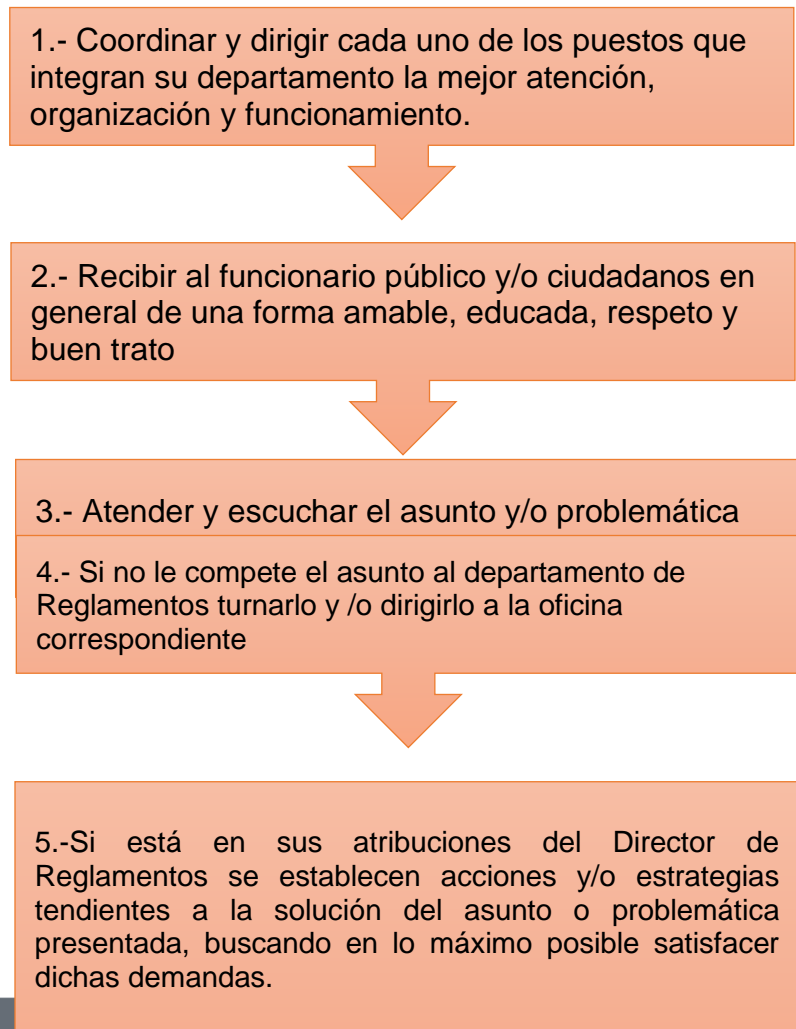 1.- Coordinar y dirigir cada uno de los puestos que
integran su departamento la mejor atención,
organización y funcionamiento.
2.- Recibir al funcionario público y/o ciudadanos en
general de una forma amable, educada, respeto y
buen trato
3.- Atender y escuchar el asunto y/o problemática
4.- Si no le compete el asunto al departamento de
Reglamentos turnarlo y /o dirigirlo a la oficina
correspondiente
5.-Si está en sus atribuciones del Director de
Reglamentos se establecen acciones y/o estrategias
tendientes a la solución del asunto o problemática
presentada, buscando en lo máximo posible satisfacer
dichas demandas.